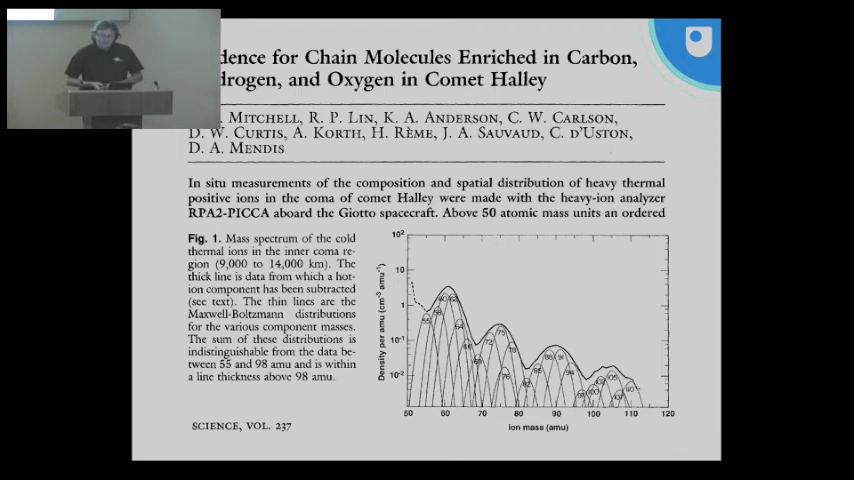 dence for Chain Molecules Enriched in Carbon,
drogen, and Oxygen in Comet Halley
MITCHELL, R. P. LIN, K. A. ANDERSON, C. W. CARLSON,
D. W. CURTIS, A. KORTH, H. RÈME, J. A. SAUVAUD, C. D'USTON,
D. A. MENDIS
In situ measurements of the composition and spatial distribution of heavy thermal
positive ions in the coma of comet Halley were made with the heavy-ion analyzer
RPA2-PICCA aboard the Giotto spacecraft. Above 50 atomic mass units an ordered
Fig. 1. Mass spectrum of the cold
thermal ions in the inner coma re-
gion (9,000 to 14,000 km). The
thick line is data from which a hot-
ion component has been subtracted
(see text). The thin lines are the
Maxwell-Boltzmann distributions
for the various component masses.
The sum of these distributions is
indistinguishable from the data be-
tween 55 and 98 amu and is within
a line thickness above 98 amu.
SCIENCE, VOL. 237
Density per amu (cm⁻³ amu⁻¹)
10²
10
1
10⁻¹
10⁻²
50 60 70 80 90 100 110 120
Ion mass (amu)